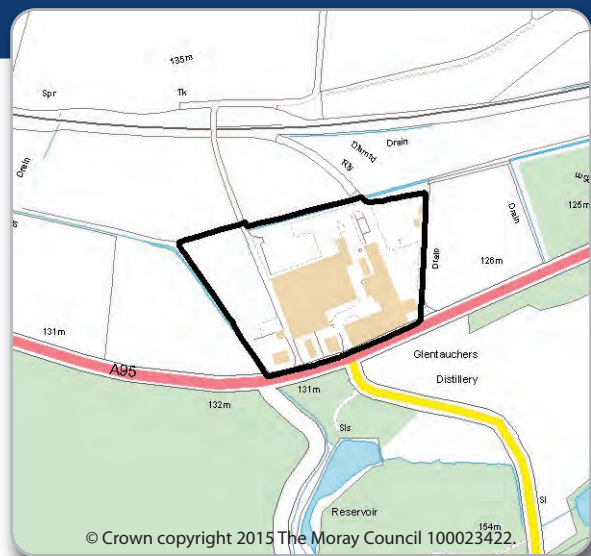 135m
Spr
Tk
Drain
Dismtd
Rly
Drain
Drain
125m
Drain
126m
131m
A95
Glentauchers
Distillery
131m
132m
Sls
Sl
Reservoir
154m
© Crown copyright 2015 The Moray Council 100023422.